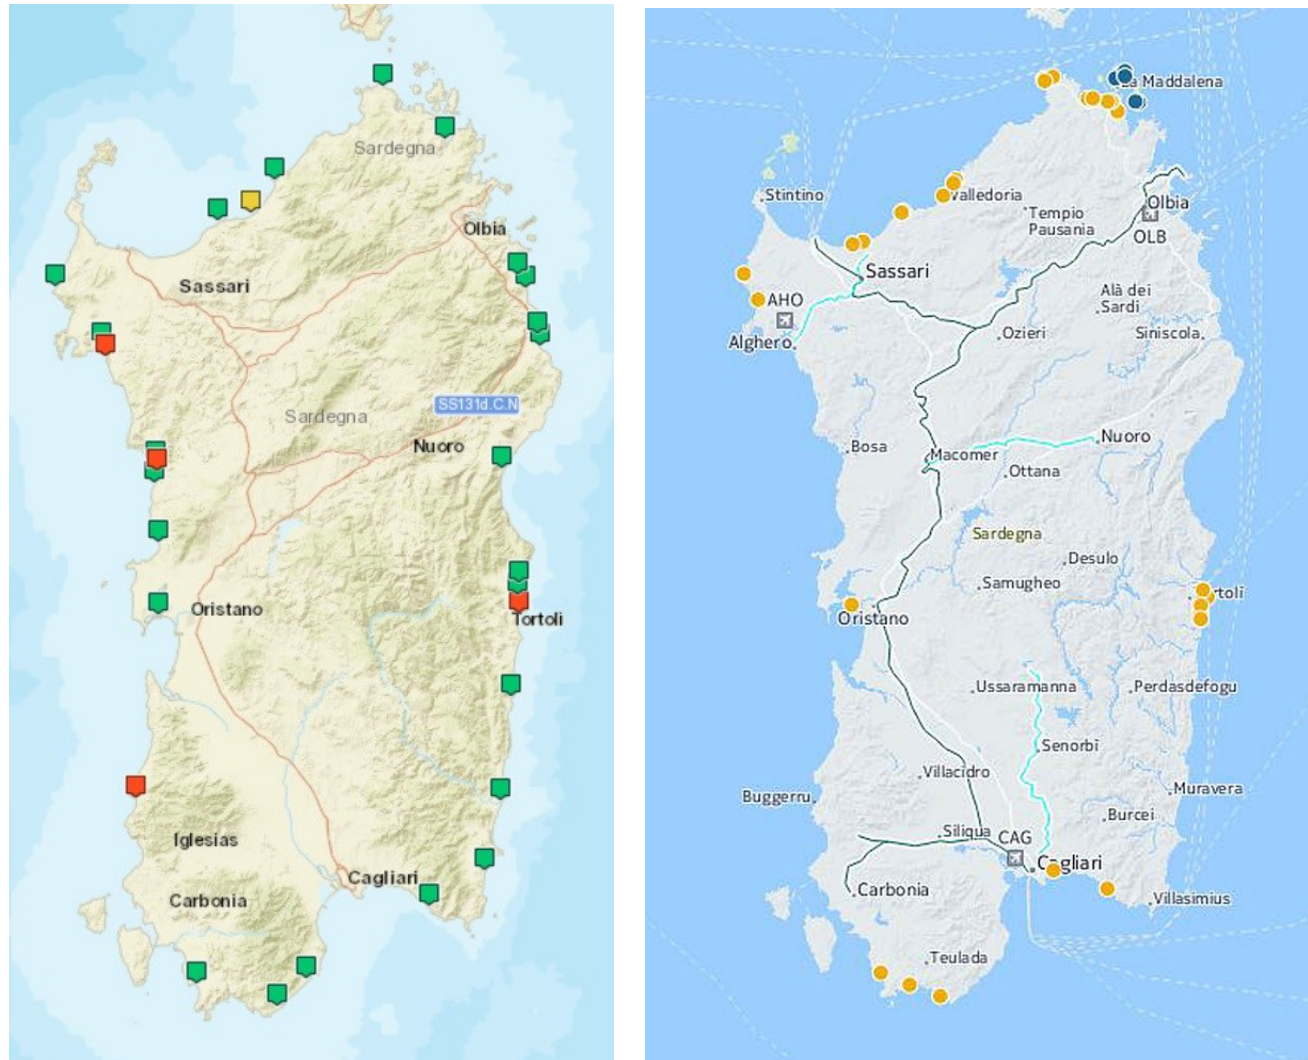 Sardegna
Olbia
Sassari
Sardegna
SS131d.C.N
Nuoro
Oristano
Tortoli
Iglesias
Cagliari
Carbonia
La Maddalena
Stintino
Valledoria
Tempio
Pausania
Olbia
OLB
Sassari
AHO
Alà dei
Sardi
Ozieri
Siniscola
Alghero
Bosa
Nuoro
Macomer
Ottana
Sardegna
Desulo
Samugheo
rtolì
Oristano
Ussaramanna
Perdasdefogu
Senorbì
Villacidro
Muravera
Buggerru
Burcei
Siliqua
CAG
Cagliari
Carbonia
Villasimius
Teulada